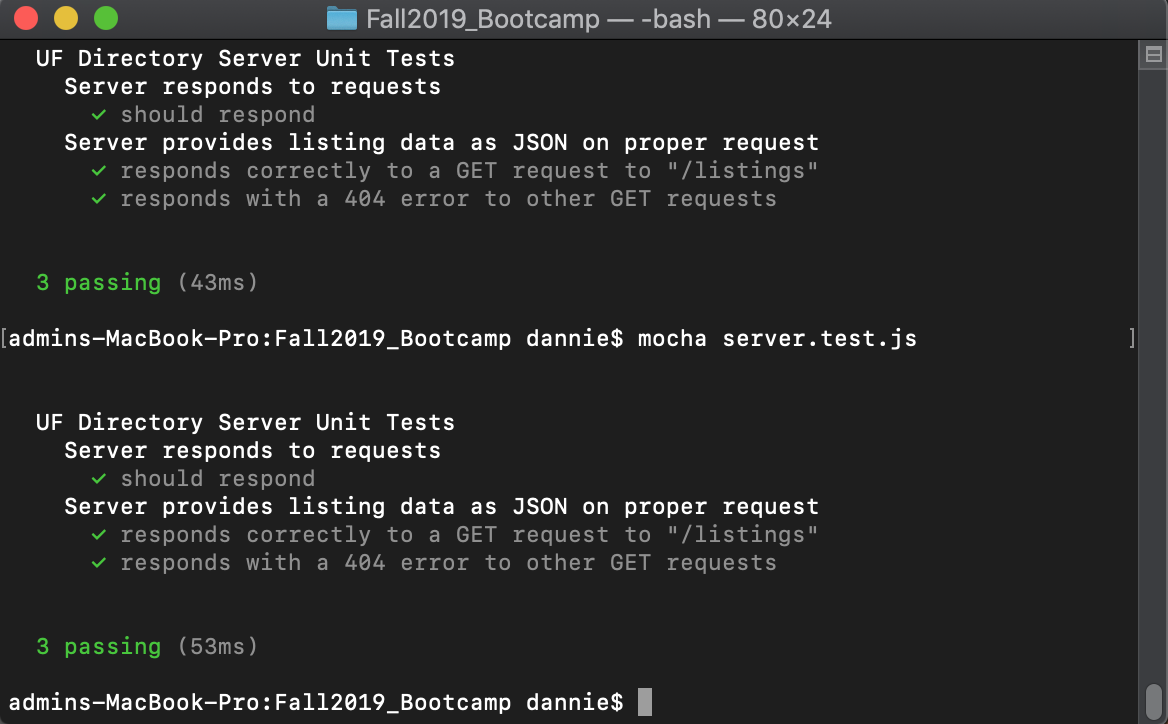 Fall2019_Bootcamp — -bash — 80×24
UF Directory Server Unit Tests
Server responds to requests
✓ should respond
Server provides listing data as JSON on proper request
✓ responds correctly to a GET request to "/listings"
✓ responds with a 404 error to other GET requests
3 passing (43ms)
[admins-MacBook-Pro:Fall2019_Bootcamp dannie$ mocha server.test.js ]
UF Directory Server Unit Tests
Server responds to requests
✓ should respond
Server provides listing data as JSON on proper request
✓ responds correctly to a GET request to "/listings"
✓ responds with a 404 error to other GET requests
3 passing (53ms)
admins-MacBook-Pro:Fall2019_Bootcamp dannie$